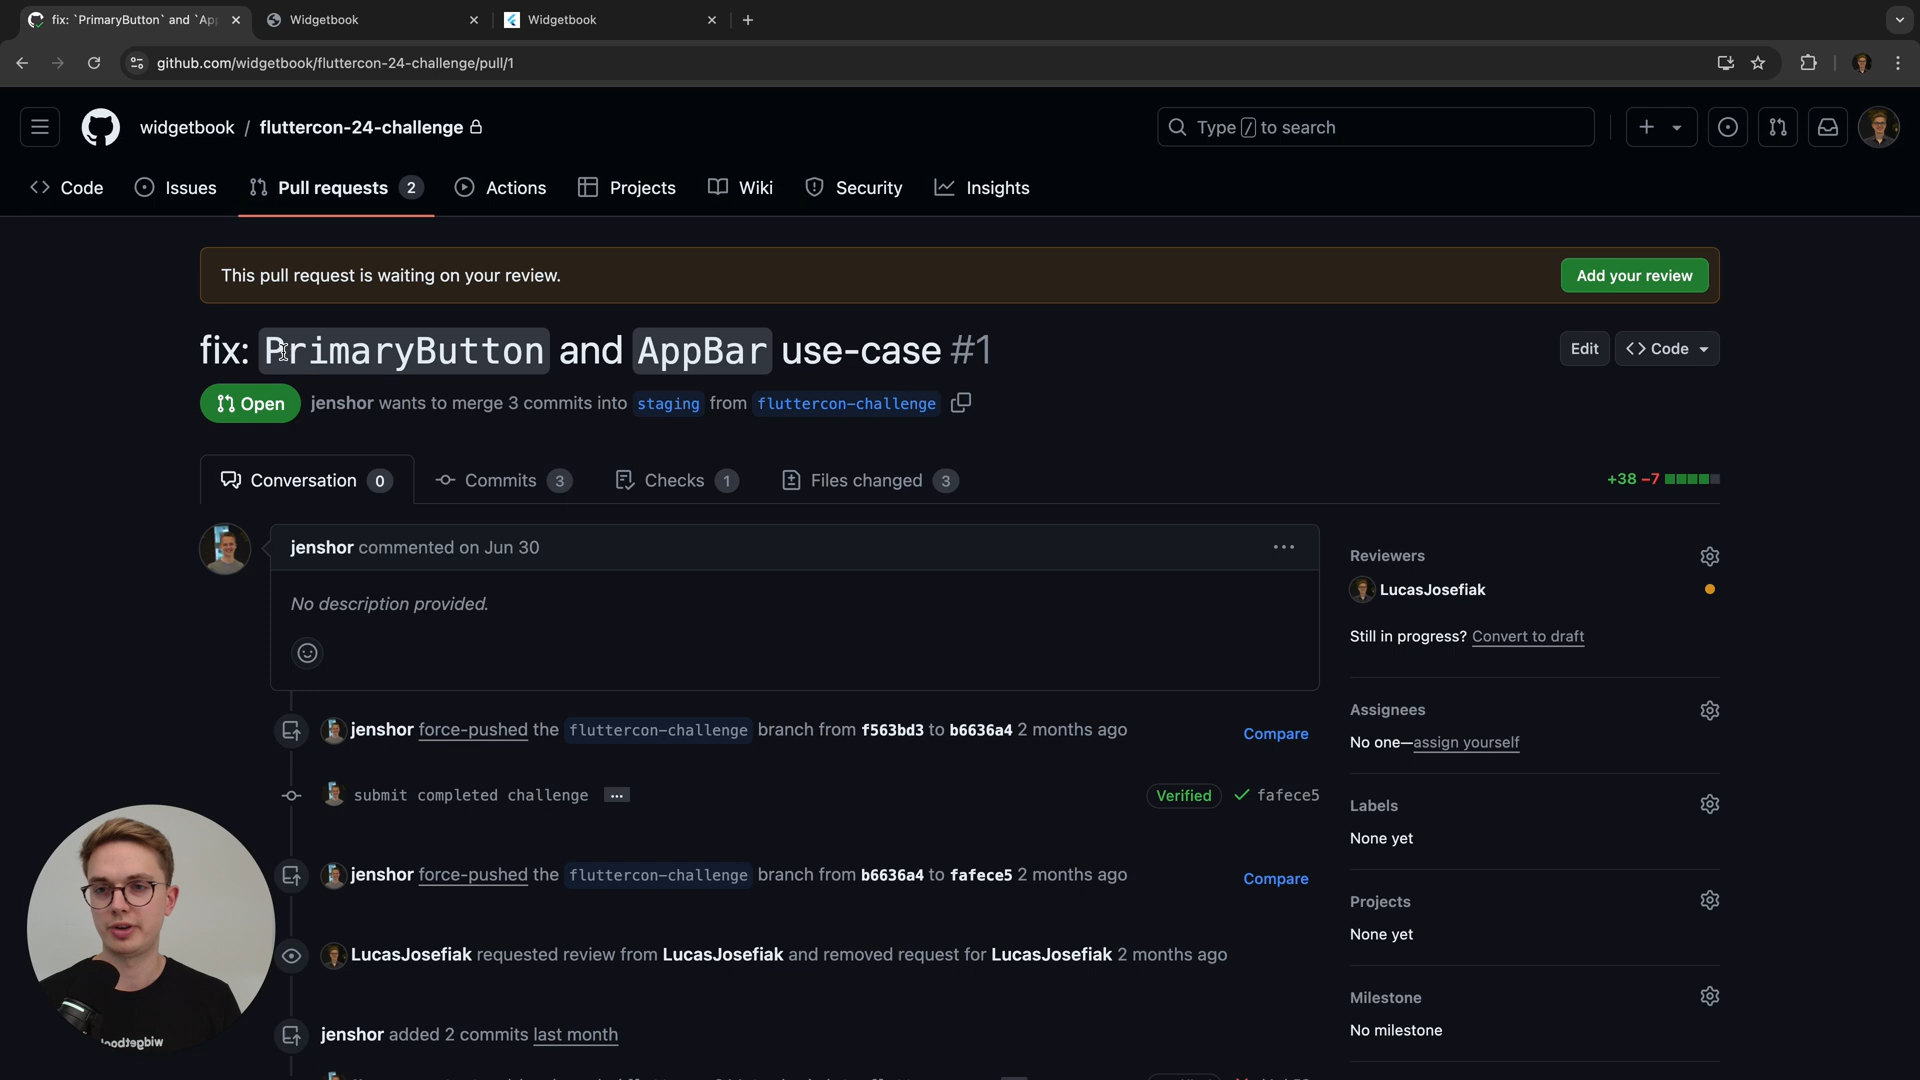 fix: `PrimaryButton` and `App
Widgetbook
Widgetbook
github.com/widgetbook/fluttercon-24-challenge/pull/1
widgetbook / fluttercon-24-challenge
Type / to search
Code
Issues
Pull requests 2
Actions
Projects
Wiki
Security
Insights
This pull request is waiting on your review.
Add your review
fix: PrimaryButton and AppBar use-case #1
Edit
<> Code
Open
jenshor wants to merge 3 commits into staging from fluttercon-challenge
Conversation 0
Commits 3
Checks 1
Files changed 3
+38 −7
jenshor commented on Jun 30
No description provided.
Reviewers
LucasJosefiak
Still in progress? Convert to draft
Assignees
No one—assign yourself
Labels
None yet
Projects
None yet
Milestone
No milestone
jenshor force-pushed the fluttercon-challenge branch from f563bd3 to b6636a4 2 months ago
Compare
submit completed challenge ...
Verified
fafece5
jenshor force-pushed the fluttercon-challenge branch from b6636a4 to fafece5 2 months ago
Compare
LucasJosefiak requested review from LucasJosefiak and removed request for LucasJosefiak 2 months ago
jenshor added 2 commits last month
widgetbook